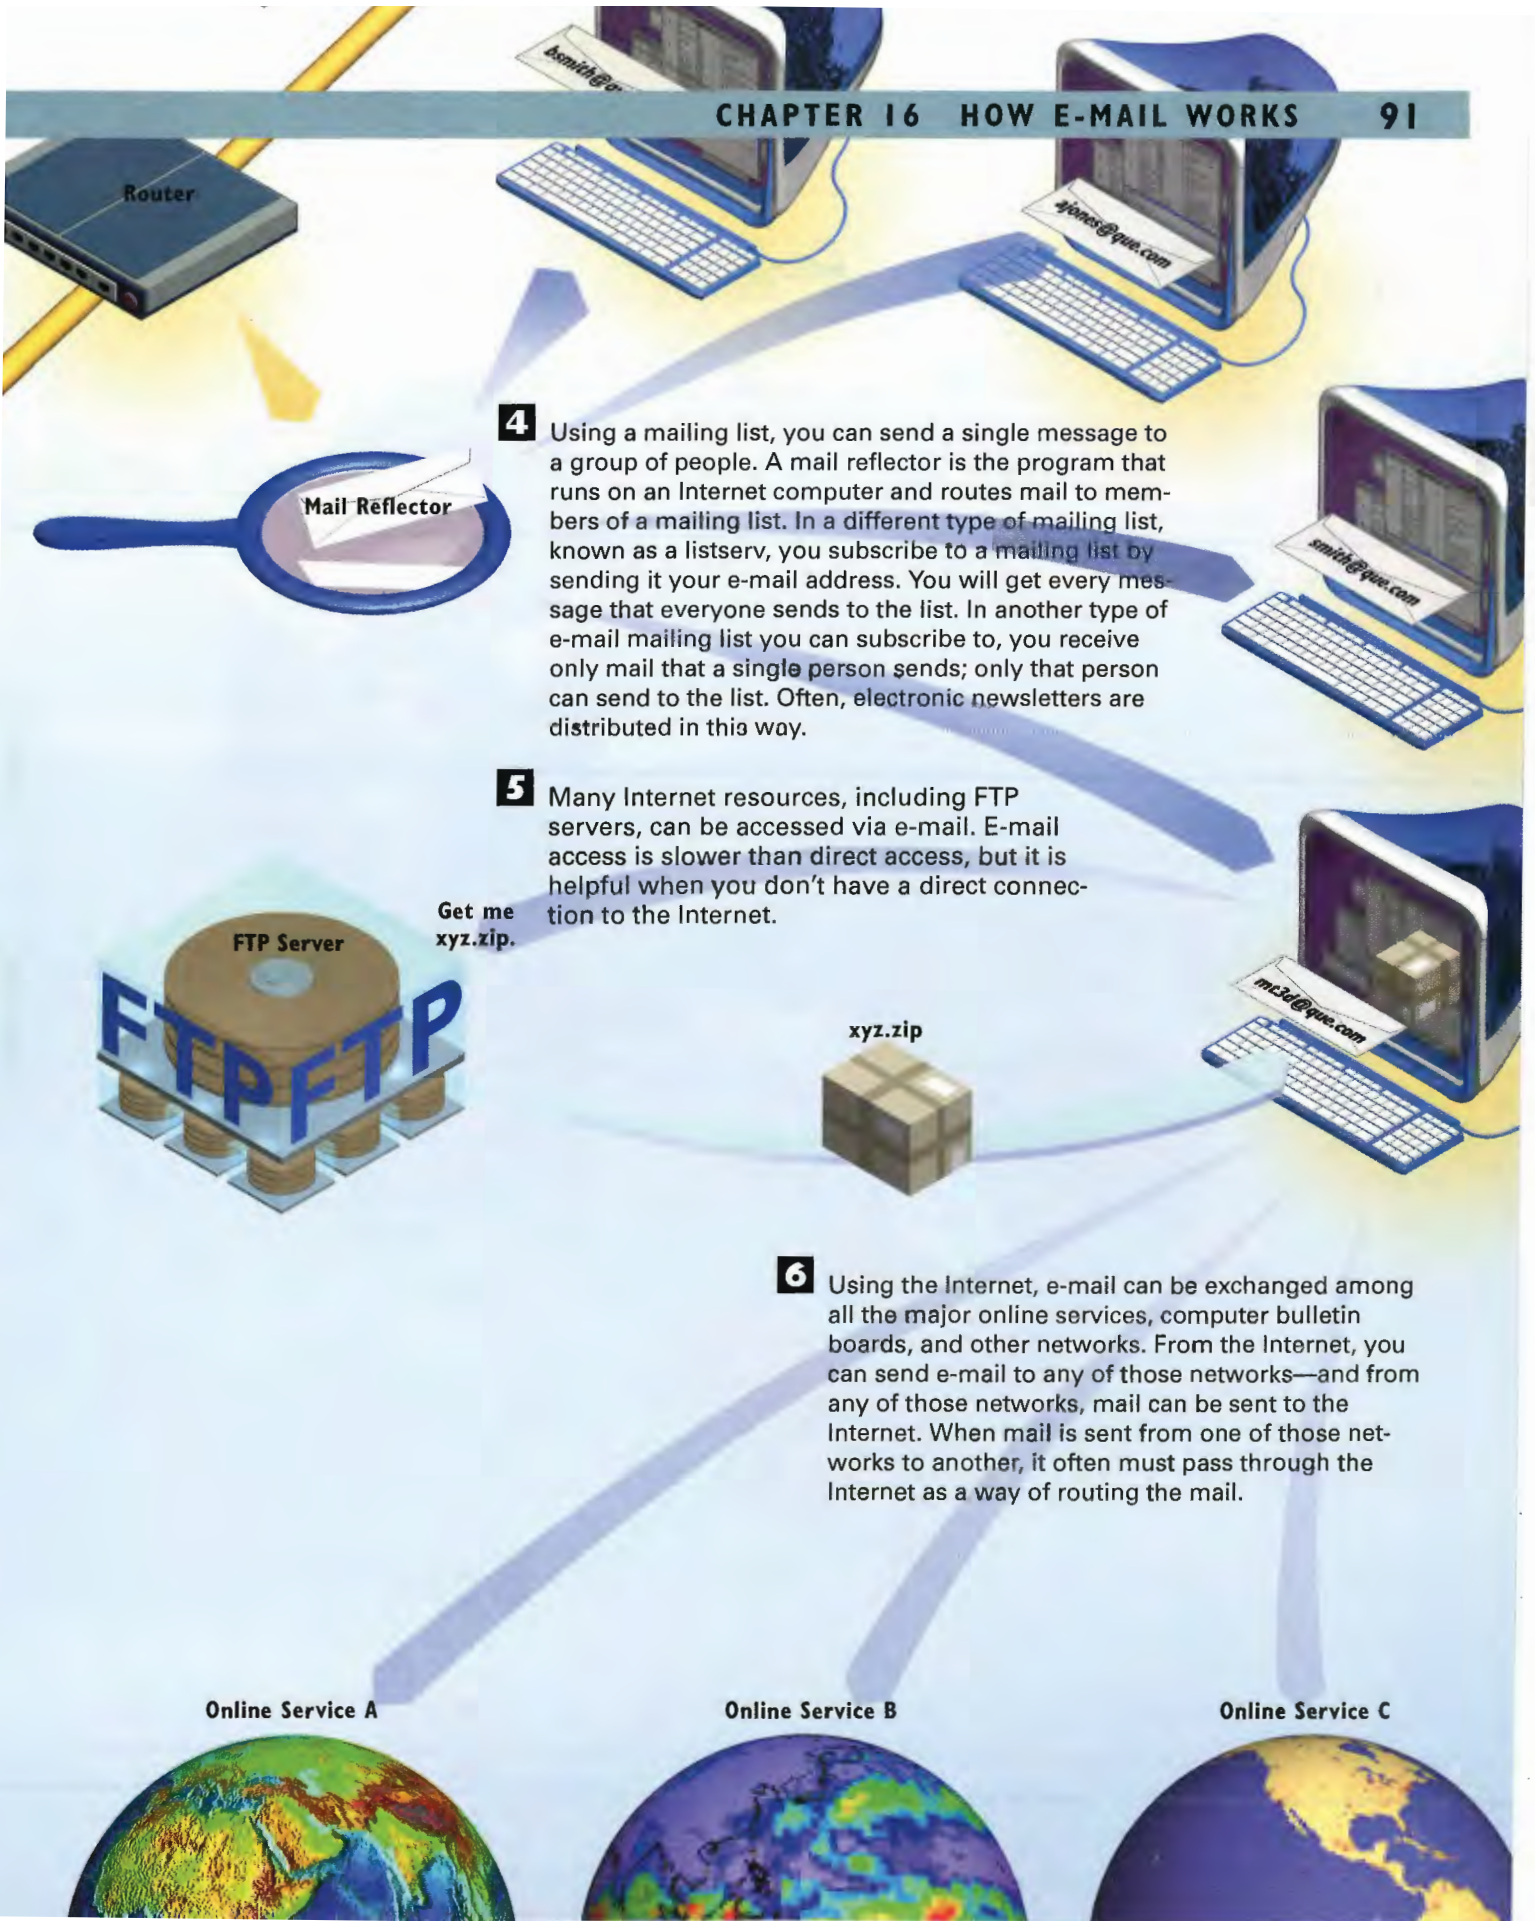 bsmith@
CHAPTER 16 HOW E-MAIL WORKS 91
Router
ajones@que.com
4 Using a mailing list, you can send a single message to
a group of people. A mail reflector is the program that
runs on an Internet computer and routes mail to mem-
bers of a mailing list. In a different type of mailing list,
known as a listserv, you subscribe to a mailing list by
sending it your e-mail address. You will get every mes-
sage that everyone sends to the list. In another type of
e-mail mailing list you can subscribe to, you receive
only mail that a single person sends; only that person
can send to the list. Often, electronic newsletters are
distributed in this way.
Mail Reflector
smith@que.com
5 Many Internet resources, including FTP
servers, can be accessed via e-mail. E-mail
access is slower than direct access, but it is
helpful when you don't have a direct connec-
tion to the Internet.
Get me
xyz.zip.
FTP Server
FTP FTP
mc3d@que.com
xyz.zip
6 Using the Internet, e-mail can be exchanged among
all the major online services, computer bulletin
boards, and other networks. From the Internet, you
can send e-mail to any of those networks—and from
any of those networks, mail can be sent to the
Internet. When mail is sent from one of those net-
works to another, it often must pass through the
Internet as a way of routing the mail.
Online Service A
Online Service B
Online Service C